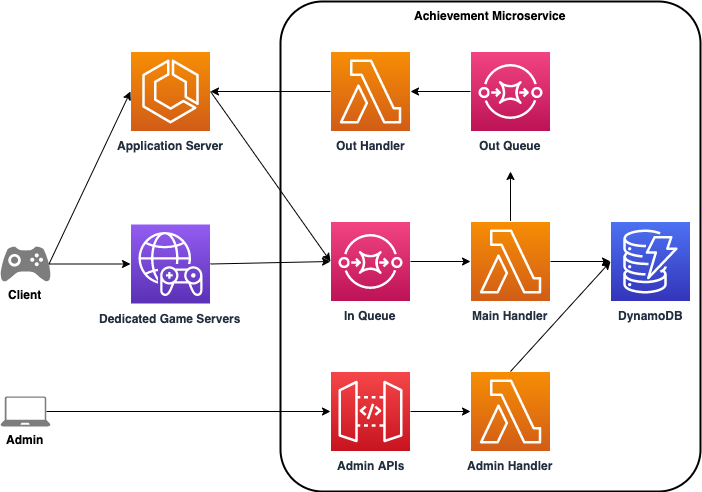 Achievement Microservice
Application Server
Out Handler
Out Queue
Client
Dedicated Game Servers
In Queue
Main Handler
DynamoDB
Admin
</>
Admin APIs
Admin Handler